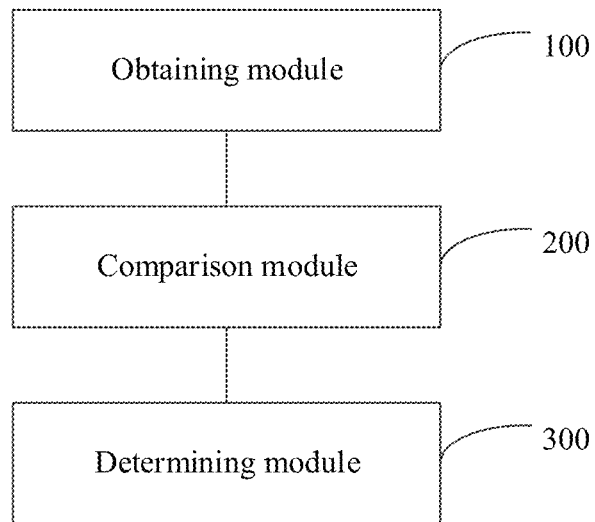 Obtaining module
100
Comparison module
200
Determining module
300